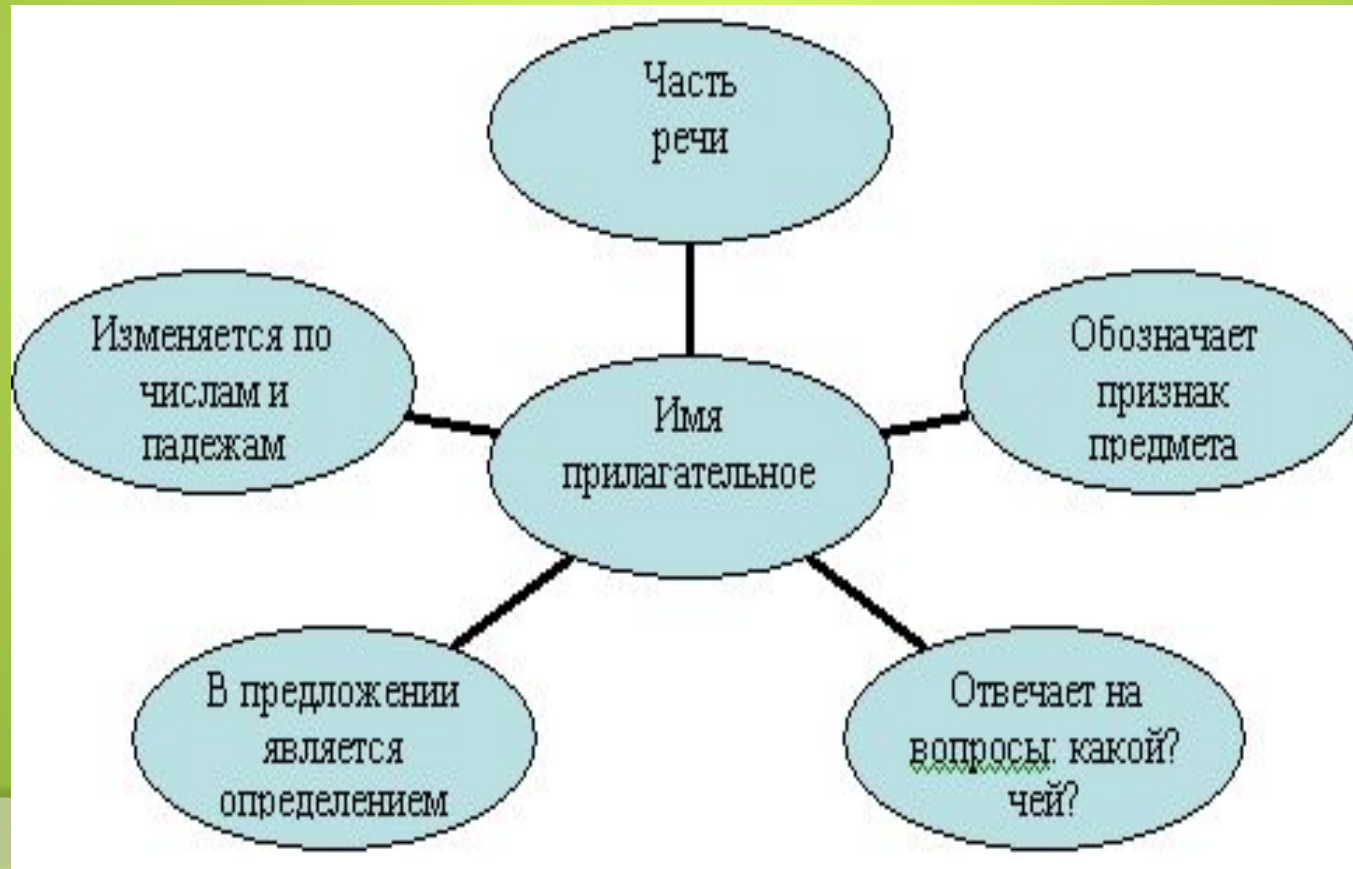 Часть
речи
Изменяется по
числам и
падежам
Обозначает
признак
предмета
Имя
прилагательное
В предложении
является
определением
Отвечает на
вопросы: какой?
чей?